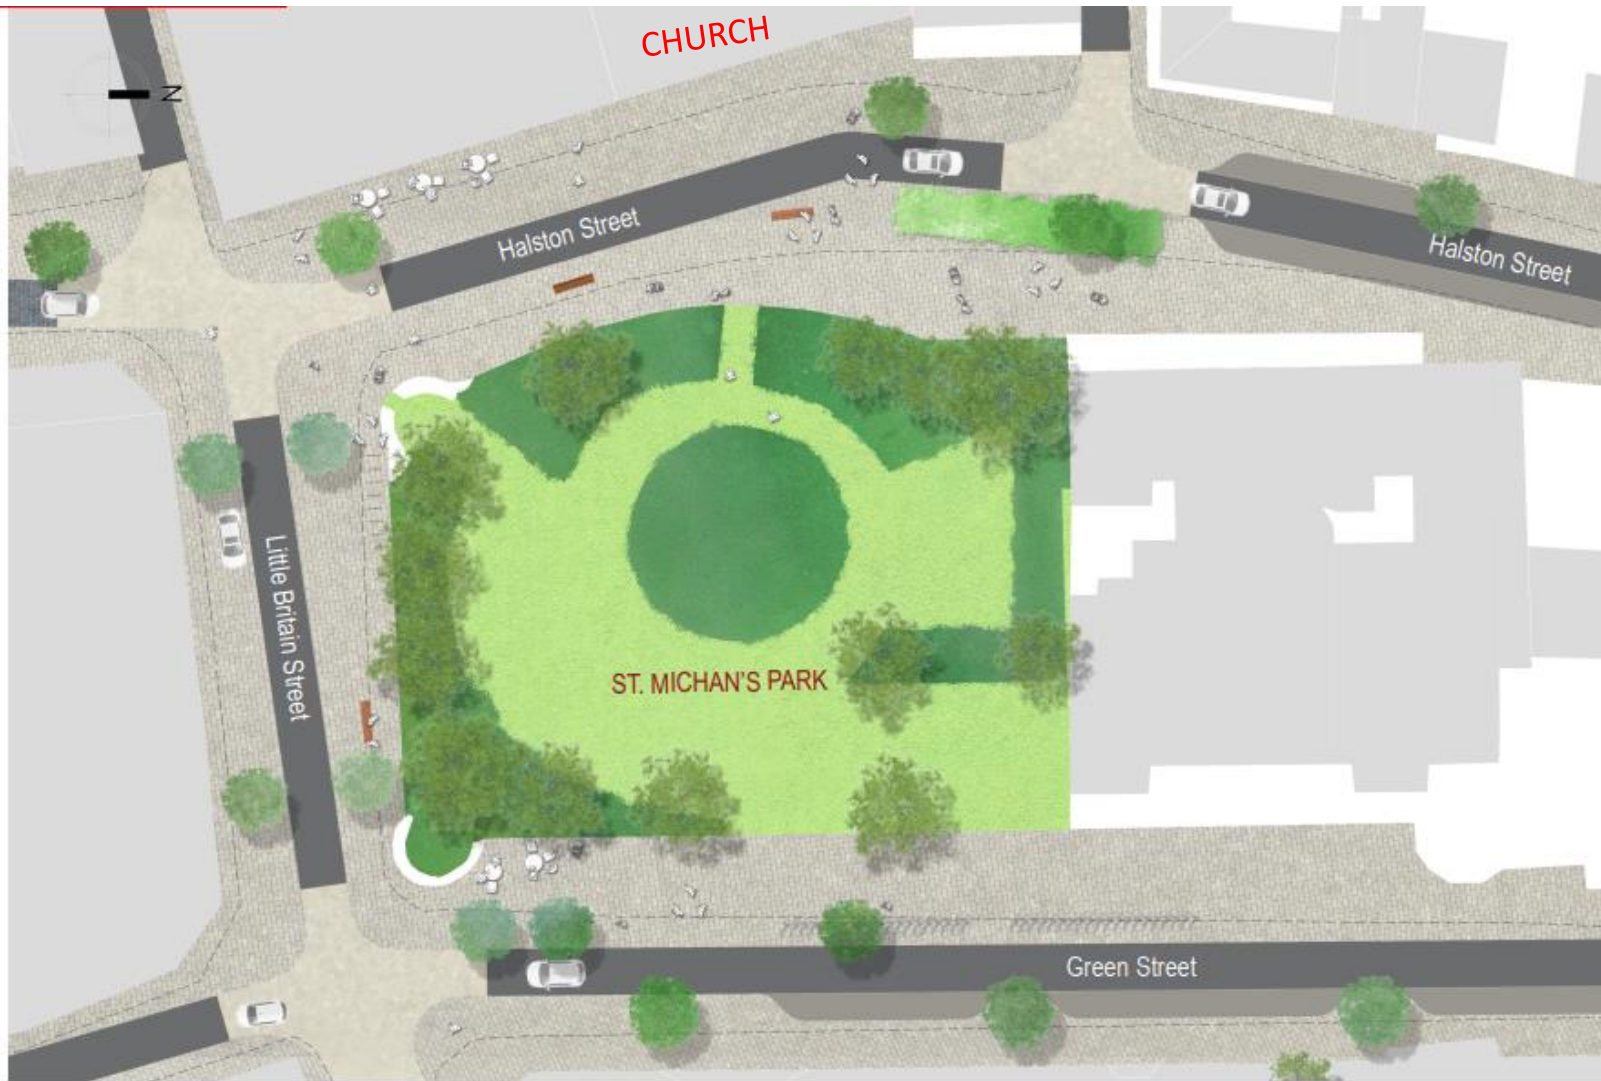 CHURCH
N
Halston Street
Halston Street
Little Britain Street
ST. MICHAN'S PARK
Green Street